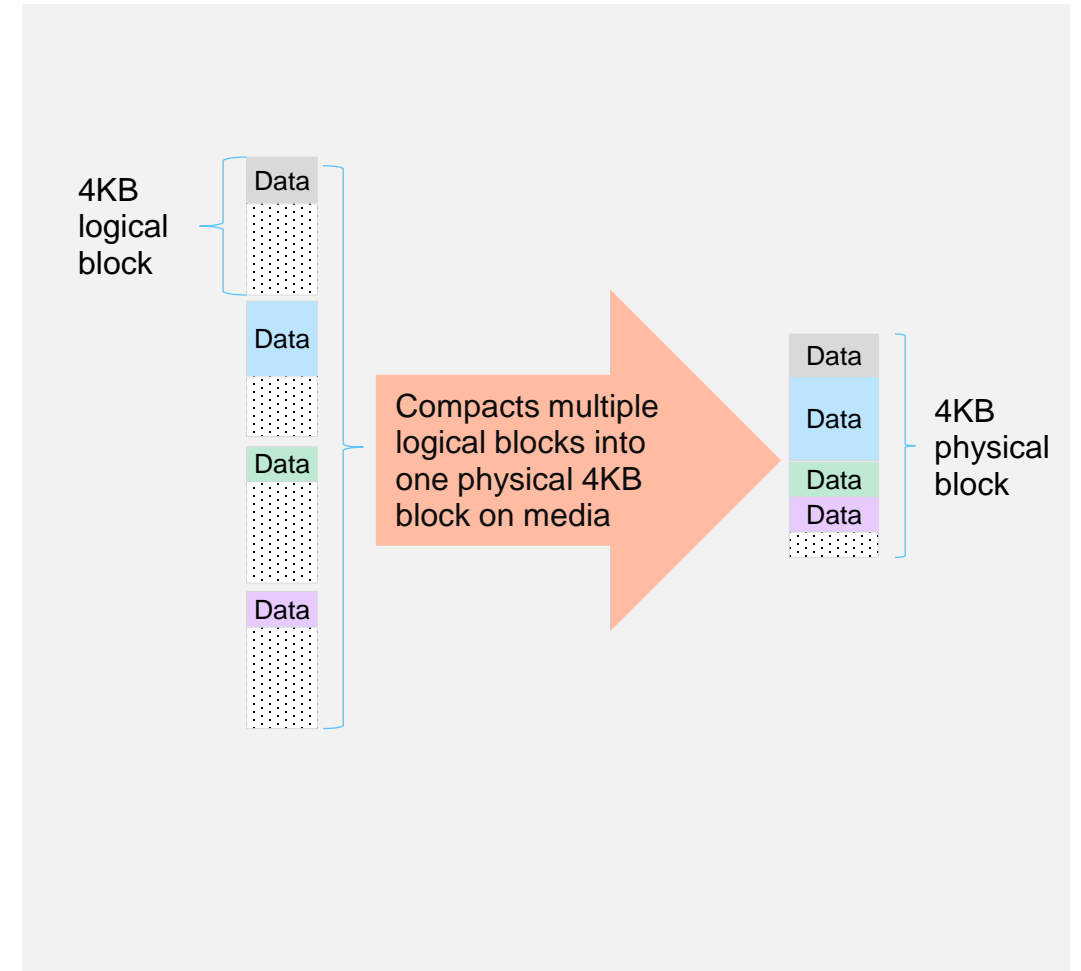 4KB
logical
block
Data
Data
Data
Data
Compacts multiple
logical blocks into
one physical 4KB
block on media
Data
Data
Data
Data
4KB
physical
block